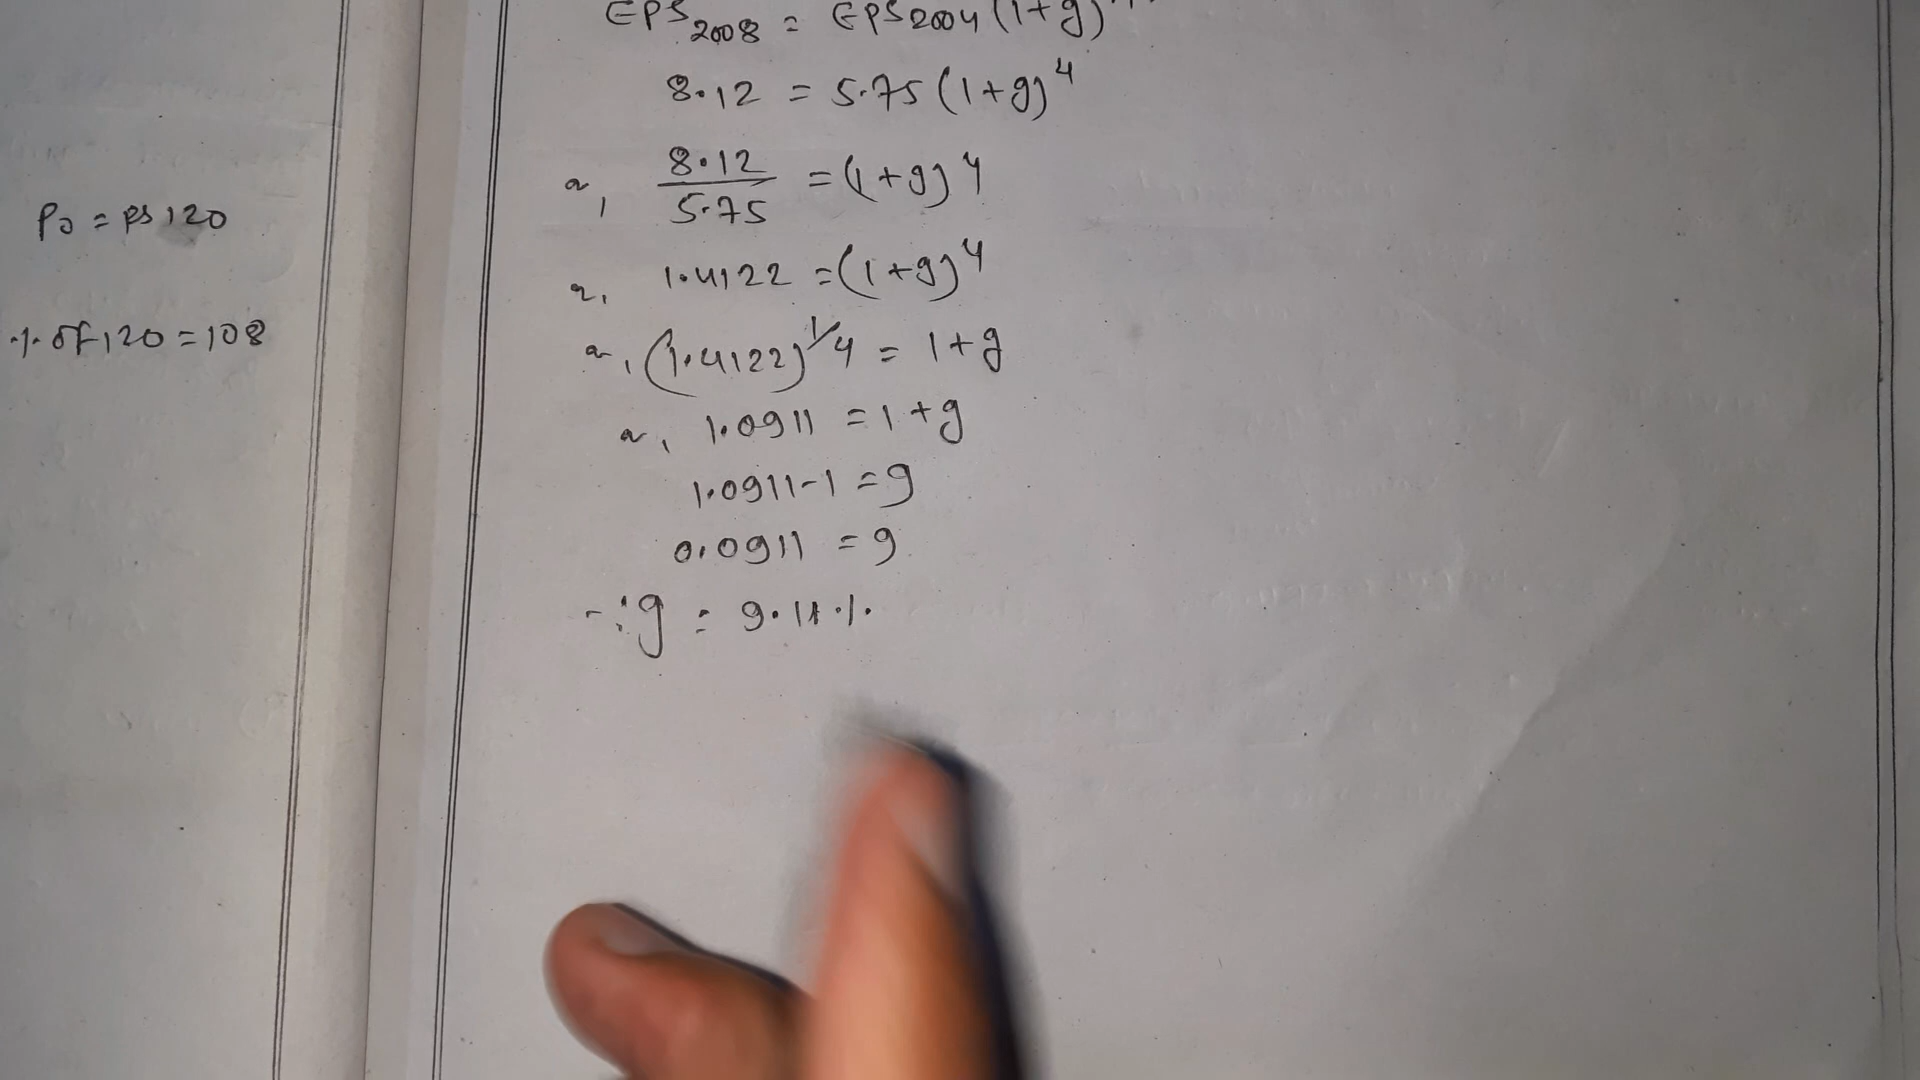 P0 = Rs 120
% of 120 = 108
EPS2008 = EPS2004 (1+g)
8.12 = 5.75 (1+g)^4
or, 8.12/5.75 = (1+g)^4
or, 1.4122 = (1+g)^4
or, (1.4122)^1/4 = 1+g
or, 1.0911 = 1+g
1.0911-1 = g
0.0911 = g
∴ g = 9.11%